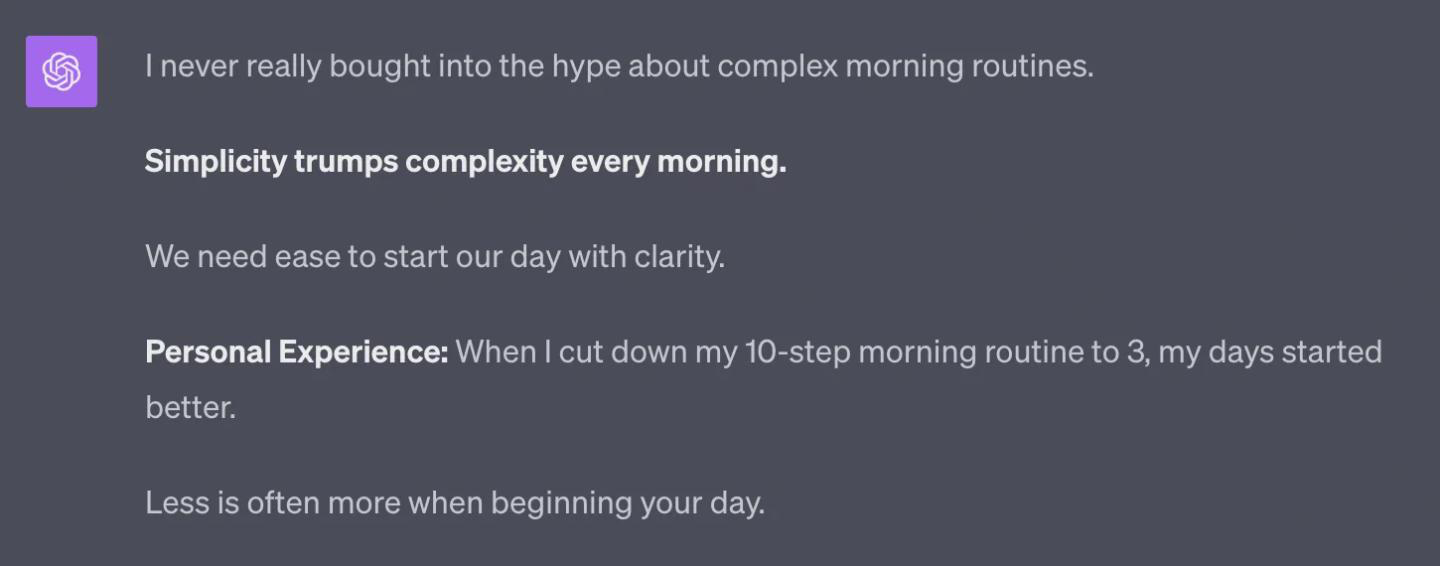 I never really bought into the hype about complex morning routines.
Simplicity trumps complexity every morning.
We need ease to start our day with clarity.
Personal Experience: When I cut down my 10-step morning routine to 3, my days started
better.
Less is often more when beginning your day.